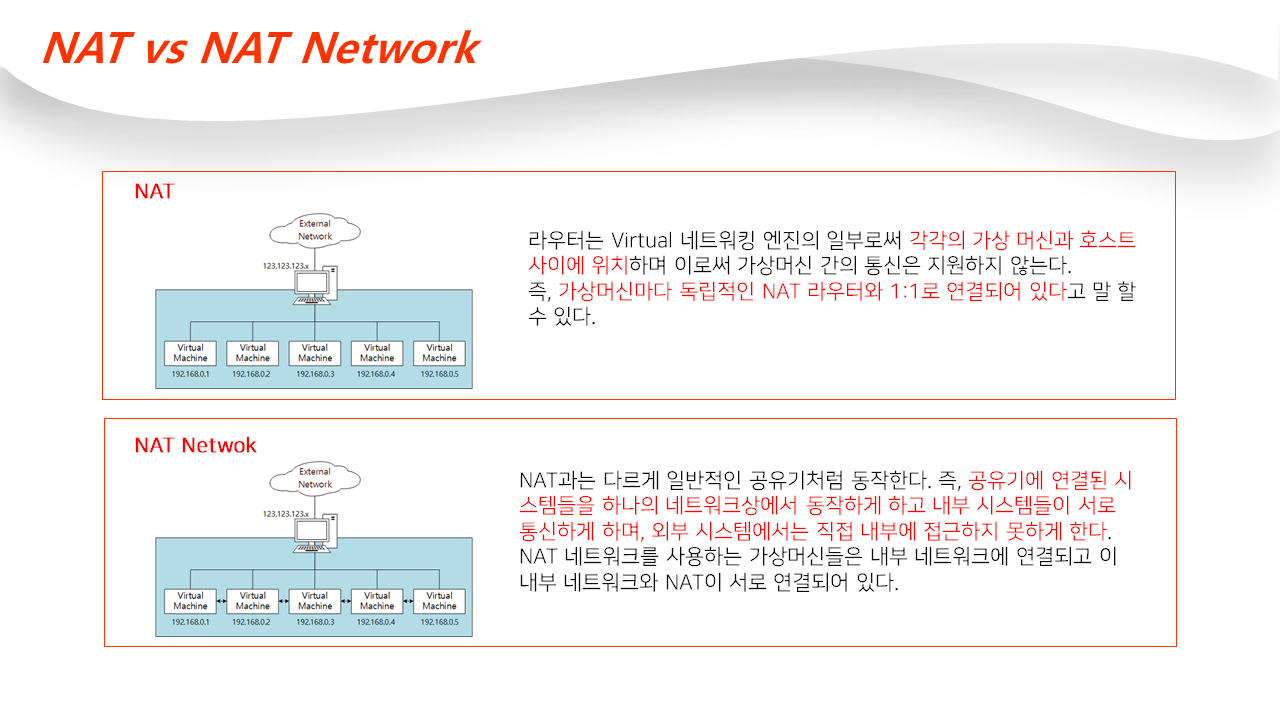 NAT vs NAT Network
NAT
External
Network
123.123.123.x
Virtual
Machine
Virtual
Machine
Virtual
Machine
Virtual
Machine
Virtual
Machine
192.168.0.1
192.168.0.2
192.168.0.3
192.168.0.4
192.168.0.5
라우터는 Virtual 네트워킹 엔진의 일부로써 각각의 가상 머신과 호스트
사이에 위치하며 이로써 가상머신 간의 통신은 지원하지 않는다.
즉, 가상머신마다 독립적인 NAT 라우터와 1:1로 연결되어 있다고 말 할
수 있다.
NAT Netwok
External
Network
123.123.123.x
Virtual
Machine
Virtual
Machine
Virtual
Machine
Virtual
Machine
Virtual
Machine
192.168.0.1
192.168.0.2
192.168.0.3
192.168.0.4
192.168.0.5
NAT과는 다르게 일반적인 공유기처럼 동작한다. 즉, 공유기에 연결된 시
스템들을 하나의 네트워크상에서 동작하게 하고 내부 시스템들이 서로
통신하게 하며, 외부 시스템에서는 직접 내부에 접근하지 못하게 한다.
NAT 네트워크를 사용하는 가상머신들은 내부 네트워크에 연결되고 이
내부 네트워크와 NAT이 서로 연결되어 있다.